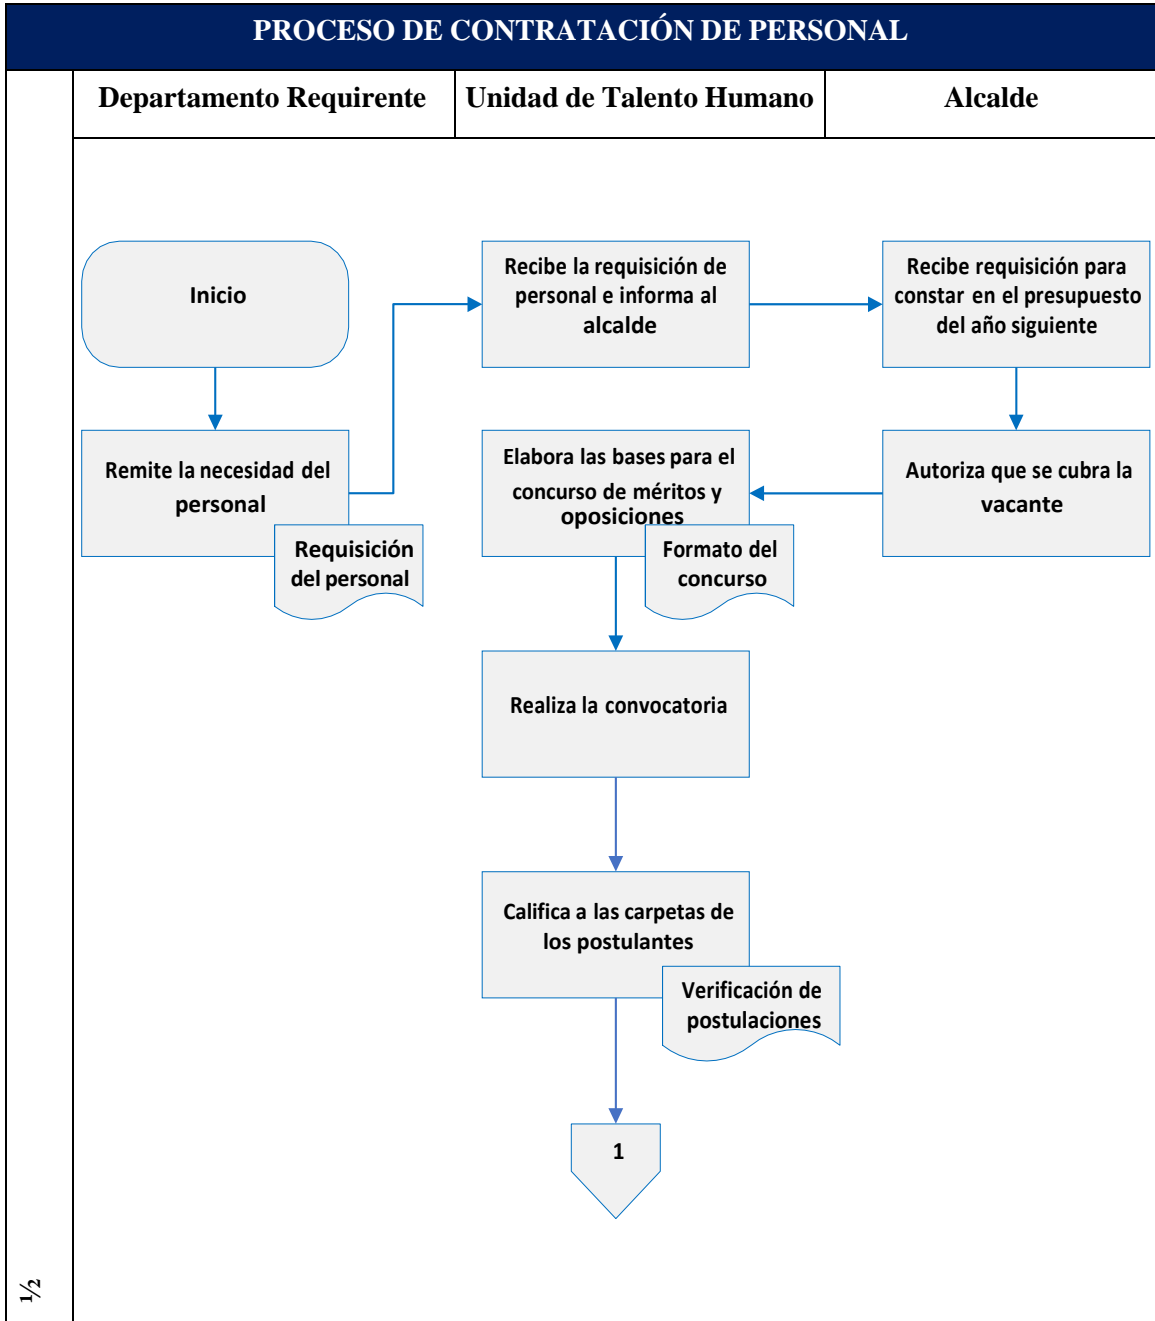 PROCESO DE CONTRATACIÓN DE PERSONAL
Departamento Requirente
Unidad de Talento Humano
Alcalde
Inicio
Recibe la requisición de
personal e informa al
alcalde
Recibe requisición para
constar en el presupuesto
del año siguiente
Remite la necesidad del
personal
Requisición
del personal
Elabora las bases para el
concurso de méritos y
oposiciones
Formato del
concurso
Autoriza que se cubra la
vacante
Realiza la convocatoria
Califica a las carpetas de
los postulantes
Verificación de
postulaciones
1
½